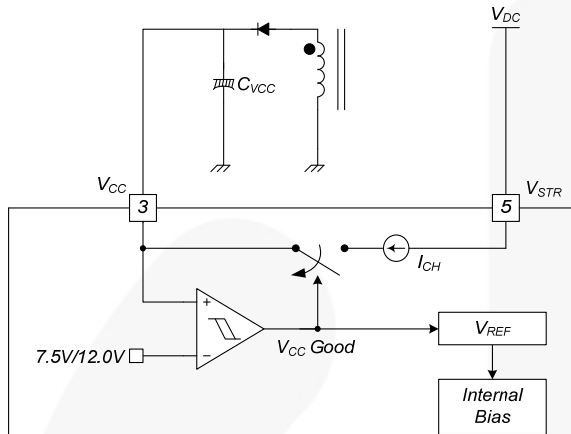 V_DC
C_VCC
V_CC
3
5
V_STR
I_CH
+
7.5V/12.0V
−
V_CC Good
V_REF
Internal
Bias